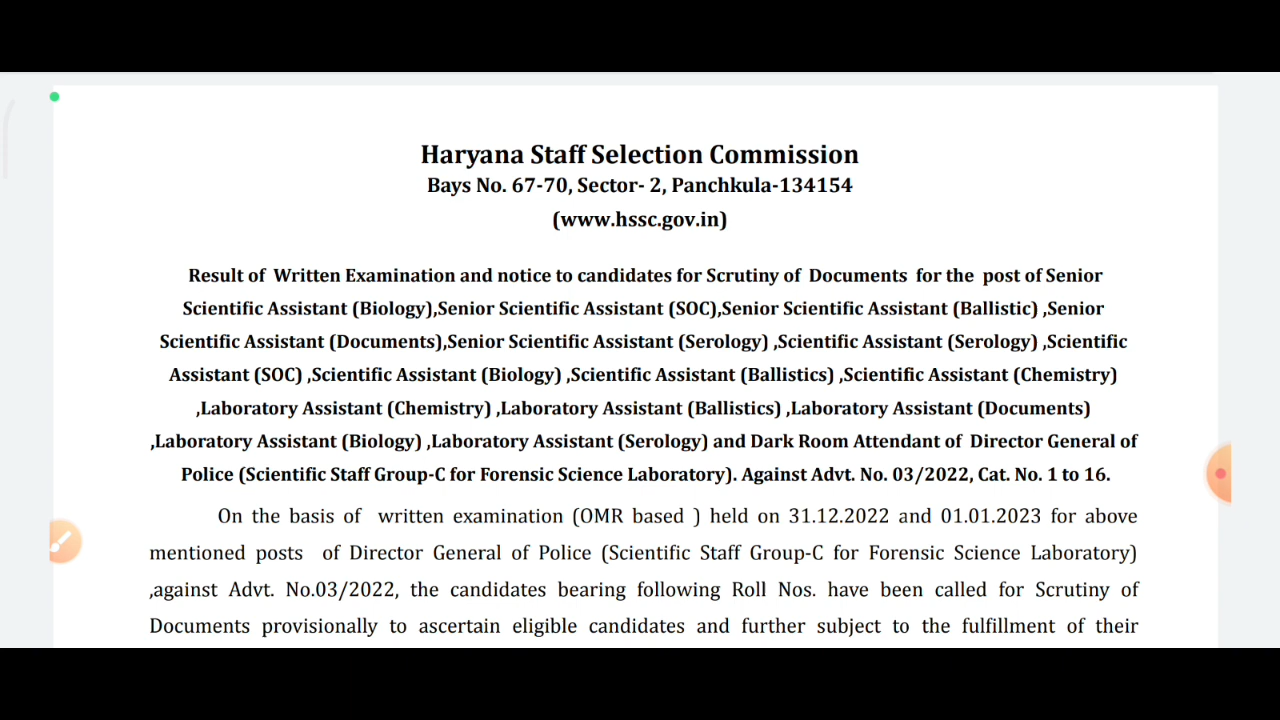 Haryana Staff Selection Commission
Bays No. 67-70, Sector- 2, Panchkula-134154
(www.hssc.gov.in)
Result of Written Examination and notice to candidates for Scrutiny of Documents for the post of Senior
Scientific Assistant (Biology),Senior Scientific Assistant (SOC),Senior Scientific Assistant (Ballistic) ,Senior
Scientific Assistant (Documents),Senior Scientific Assistant (Serology) ,Scientific Assistant (Serology) ,Scientific
Assistant (SOC) ,Scientific Assistant (Biology) ,Scientific Assistant (Ballistics) ,Scientific Assistant (Chemistry)
,Laboratory Assistant (Chemistry) ,Laboratory Assistant (Ballistics) ,Laboratory Assistant (Documents)
,Laboratory Assistant (Biology) ,Laboratory Assistant (Serology) and Dark Room Attendant of Director General of
Police (Scientific Staff Group-C for Forensic Science Laboratory). Against Advt. No. 03/2022, Cat. No. 1 to 16.
On the basis of written examination (OMR based ) held on 31.12.2022 and 01.01.2023 for above
mentioned posts of Director General of Police (Scientific Staff Group-C for Forensic Science Laboratory)
,against Advt. No.03/2022, the candidates bearing following Roll Nos. have been called for Scrutiny of
Documents provisionally to ascertain eligible candidates and further subject to the fulfillment of their